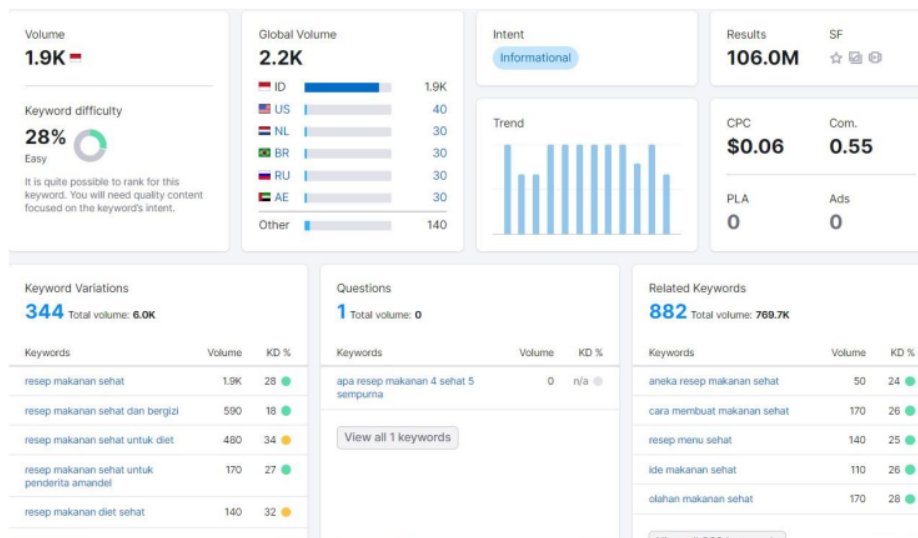 Volume
1.9K
Keyword difficulty
28%
Easy
It is quite possible to rank for this
keyword. You will need quality content
focused on the keyword's intent.
Global Volume
2.2K
ID 1.9K
US 40
NL 30
BR 30
RU 30
AE 30
Other 140
Intent
Informational
Trend
Results SF
106.0M
CPC Com.
$0.06 0.55
PLA Ads
0 0
Keyword Variations
344 Total volume: 6.0K
Keywords Volume KD %
resep makanan sehat 1.9K 28
resep makanan sehat dan bergizi 590 18
resep makanan sehat untuk diet 480 34
resep makanan sehat untuk 170 27
penderita amandel
resep makanan diet sehat 140 32
Questions
1 Total volume: 0
Keywords Volume KD %
apa resep makanan 4 sehat 5 0 n/a
sempurna
View all 1 keywords
Related Keywords
882 Total volume: 769.7K
Keywords Volume KD %
aneka resep makanan sehat 50 24
cara membuat makanan sehat 170 26
resep menu sehat 140 25
ide makanan sehat 110 26
olahan makanan sehat 170 28